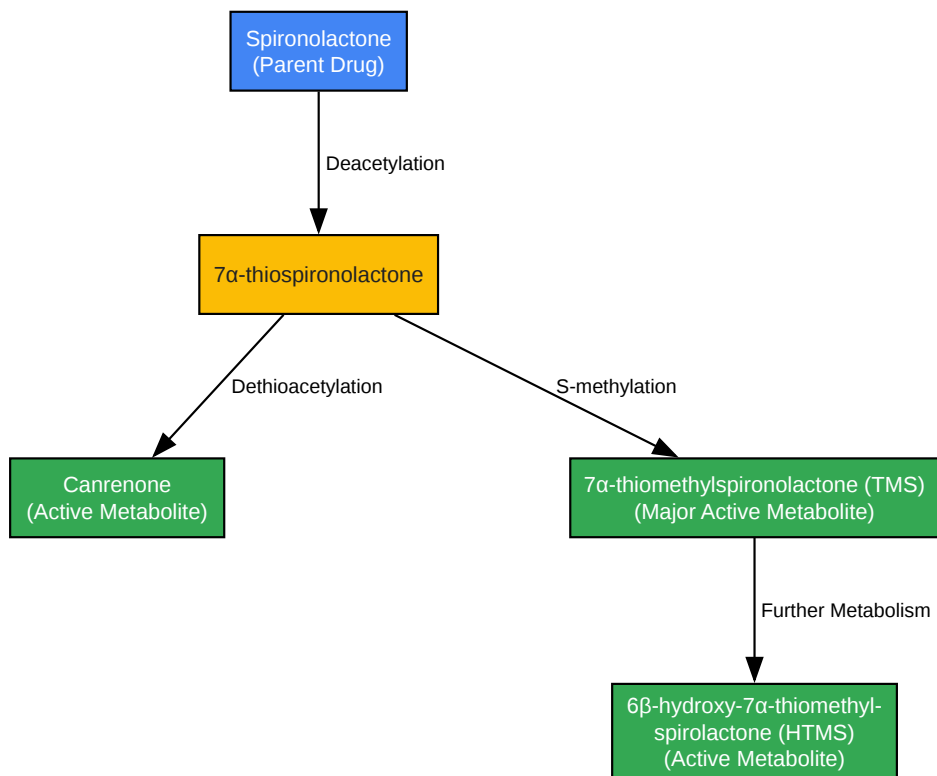 Spironolactone
(Parent Drug)
Deacetylation
7α-thiospironolactone
Dethioacetylation
S-methylation
Canrenone
(Active Metabolite)
7α-thiomethylspironolactone (TMS)
(Major Active Metabolite)
Further Metabolism
6β-hydroxy-7α-thiomethyl-
spirolactone (HTMS)
(Active Metabolite)